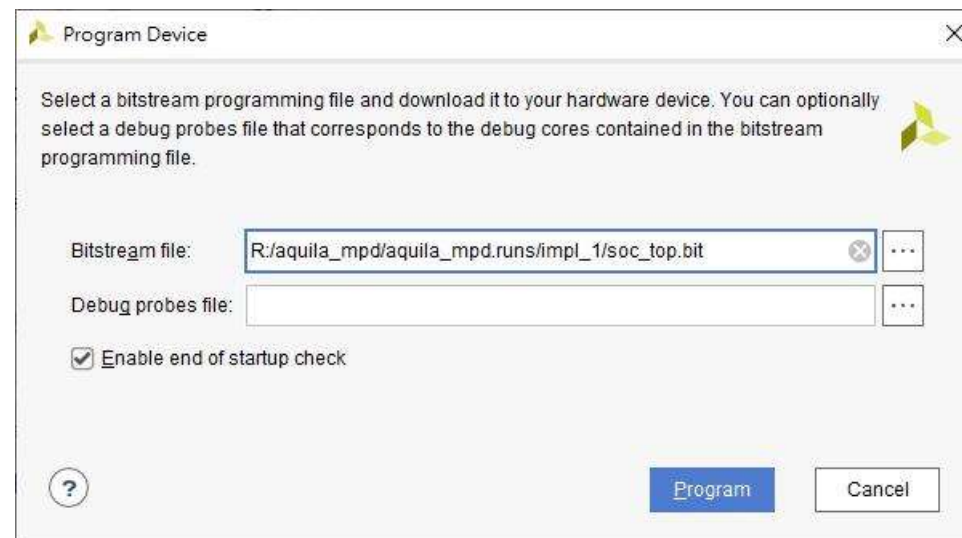 Program Device
Select a bitstream programming file and download it to your hardware device. You can optionally
select a debug probes file that corresponds to the debug cores contained in the bitstream
programming file.
Bitstream file: R:/aquila_mpd/aquila_mpd.runs/impl_1/soc_top.bit ...
Debug probes file: ...
Enable end of startup check
? Program Cancel